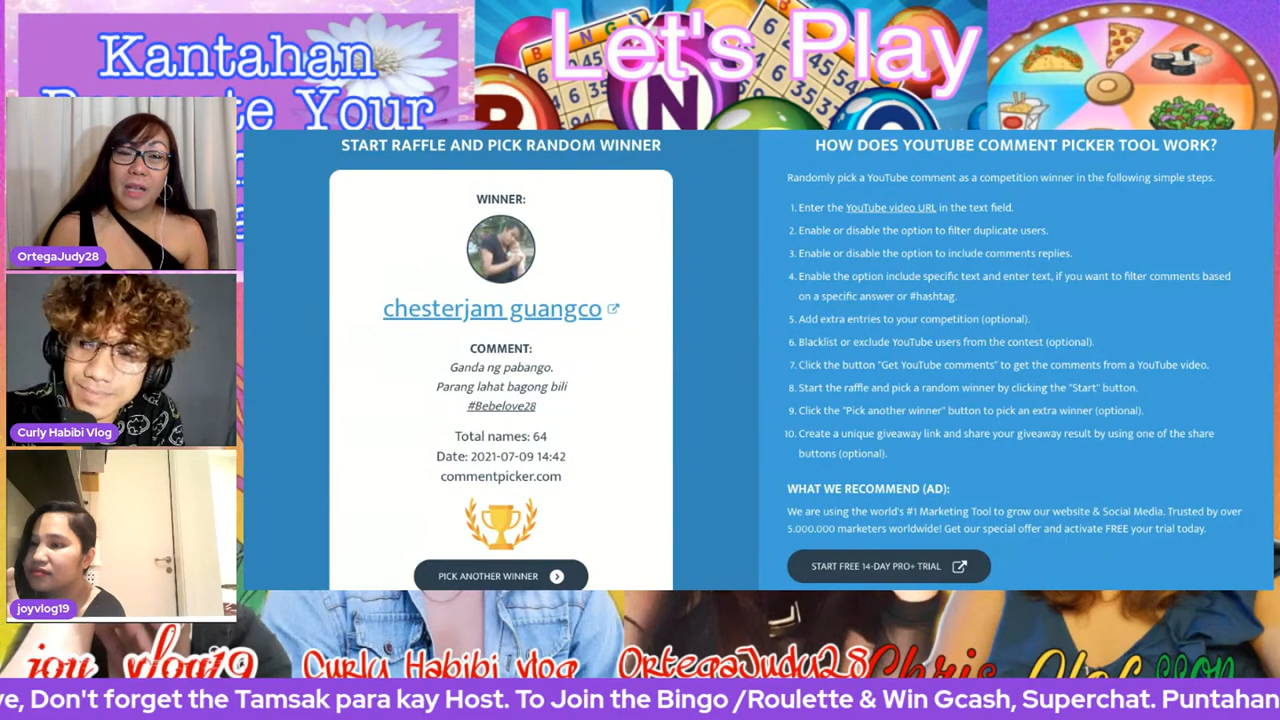 Kantahan
Let's Play
Promote Your
B I N G O
START RAFFLE AND PICK RANDOM WINNER
WINNER:
chesterjam guangco
COMMENT:
Ganda ng pabango.
Parang lahat bagong bili
#Bebelove28
Total names: 64
Date: 2021-07-09 14:42
commentpicker.com
PICK ANOTHER WINNER
HOW DOES YOUTUBE COMMENT PICKER TOOL WORK?
Randomly pick a YouTube comment as a competition winner in the following simple steps.
1. Enter the YouTube video URL in the text field.
2. Enable or disable the option to filter duplicate users.
3. Enable or disable the option to include comments replies.
4. Enable the option include specific text and enter text, if you want to filter comments based
on a specific answer or #hashtag.
5. Add extra entries to your competition (optional).
6. Blacklist or exclude YouTube users from the contest (optional).
7. Click the button "Get YouTube comments" to get the comments from a YouTube video.
8. Start the raffle and pick a random winner by clicking the "Start" button.
9. Click the "Pick another winner" button to pick an extra winner (optional).
10. Create a unique giveaway link and share your giveaway result by using one of the share
buttons (optional).
WHAT WE RECOMMEND (AD):
We are using the world's #1 Marketing Tool to grow our website & Social Media. Trusted by over
5.000.000 marketers worldwide! Get our special offer and activate FREE your trial today.
START FREE 14-DAY PRO+ TRIAL
OrtegaJudy28
Curly Habibi Vlog
joyvlog19
joy vlog19
Curly Habibi vlog
OrtegaJudy28
Chris
ve, Don't forget the Tamsak para kay Host. To Join the Bingo /Roulette & Win Gcash, Superchat. Puntahan